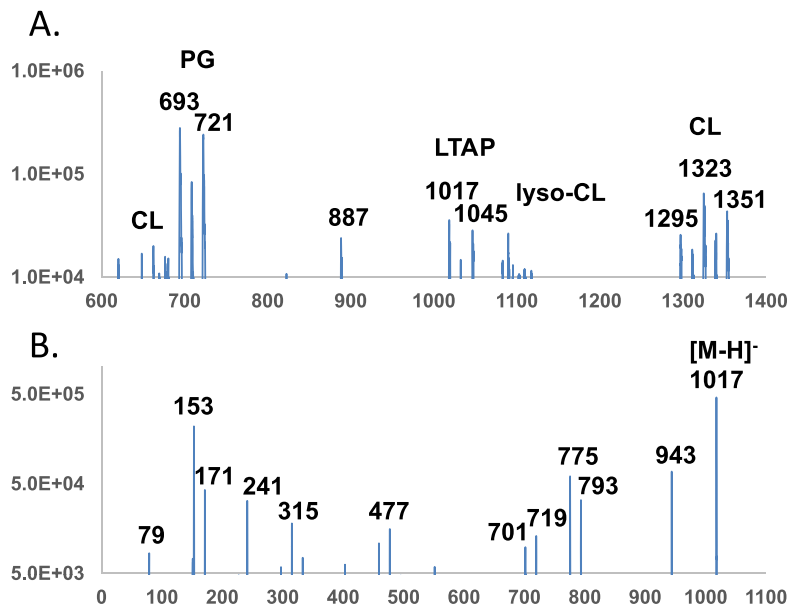 A.
PG
1.0E+06
693
721
LTAP
CL
1.0E+05
1017
lyso-CL
1323
CL
887
1045
1295
1351
1.0E+04
600 700 800 900 1000 1100 1200 1300 1400
B.
[M-H]-
1017
5.0E+05
153
775
943
171
241
793
5.0E+04
315
477
719
79
701
5.0E+03
0 100 200 300 400 500 600 700 800 900 1000 1100